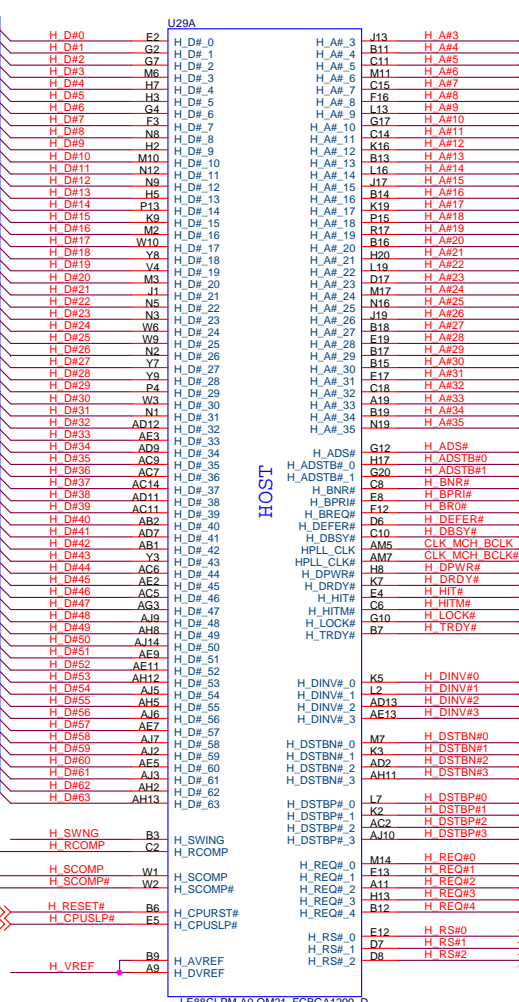 U29A
H_D#0 E2 H_D#_0
H_D#1 G2 H_D#_1
H_D#2 G7 H_D#_2
H_D#3 M6 H_D#_3
H_D#4 H7 H_D#_4
H_D#5 H3 H_D#_5
H_D#6 G4 H_D#_6
H_D#7 F3 H_D#_7
H_D#8 N8 H_D#_8
H_D#9 H2 H_D#_9
H_D#10 M10 H_D#_10
H_D#11 N12 H_D#_11
H_D#12 N9 H_D#_12
H_D#13 H5 H_D#_13
H_D#14 P13 H_D#_14
H_D#15 K9 H_D#_15
H_D#16 M2 H_D#_16
H_D#17 W10 H_D#_17
H_D#18 Y8 H_D#_18
H_D#19 V4 H_D#_19
H_D#20 M3 H_D#_20
H_D#21 J1 H_D#_21
H_D#22 N5 H_D#_22
H_D#23 N3 H_D#_23
H_D#24 W6 H_D#_24
H_D#25 W9 H_D#_25
H_D#26 N2 H_D#_26
H_D#27 Y7 H_D#_27
H_D#28 Y9 H_D#_28
H_D#29 P4 H_D#_29
H_D#30 W3 H_D#_30
H_D#31 N1 H_D#_31
H_D#32 AD12 H_D#_32
H_D#33 AE3 H_D#_33
H_D#34 AD9 H_D#_34
H_D#35 AC9 H_D#_35
H_D#36 AC7 H_D#_36
H_D#37 AC14 H_D#_37
H_D#38 AD11 H_D#_38
H_D#39 AC11 H_D#_39
H_D#40 AB2 H_D#_40
H_D#41 AD7 H_D#_41
H_D#42 AB1 H_D#_42
H_D#43 Y3 H_D#_43
H_D#44 AC6 H_D#_44
H_D#45 AE2 H_D#_45
H_D#46 AC5 H_D#_46
H_D#47 AG3 H_D#_47
H_D#48 AJ9 H_D#_48
H_D#49 AH8 H_D#_49
H_D#50 AJ14 H_D#_50
H_D#51 AE9 H_D#_51
H_D#52 AE11 H_D#_52
H_D#53 AH12 H_D#_53
H_D#54 AJ5 H_D#_54
H_D#55 AH5 H_D#_55
H_D#56 AJ6 H_D#_56
H_D#57 AE7 H_D#_57
H_D#58 AJ7 H_D#_58
H_D#59 AJ2 H_D#_59
H_D#60 AE5 H_D#_60
H_D#61 AJ3 H_D#_61
H_D#62 AH2 H_D#_62
H_D#63 AH13 H_D#_63
H_SWNG B3 H_SWING
H_RCOMP C2 H_RCOMP
H_SCOMP W1 H_SCOMP
H_SCOMP# W2 H_SCOMP#
H_RESET# B6 H_CPURST#
H_CPUSLP# E5 H_CPUSLP#
B9 H_AVREF
H_VREF A9 H_DVREF
HOST
H_A#_3 J13 H_A#3
H_A#_4 B11 H_A#4
H_A#_5 C11 H_A#5
H_A#_6 M11 H_A#6
H_A#_7 C15 H_A#7
H_A#_8 F16 H_A#8
H_A#_9 L13 H_A#9
H_A#_10 G17 H_A#10
H_A#_11 C14 H_A#11
H_A#_12 K16 H_A#12
H_A#_13 B13 H_A#13
H_A#_14 L16 H_A#14
H_A#_15 J17 H_A#15
H_A#_16 B14 H_A#16
H_A#_17 K19 H_A#17
H_A#_18 P15 H_A#18
H_A#_19 R17 H_A#19
H_A#_20 B16 H_A#20
H_A#_21 H20 H_A#21
H_A#_22 L19 H_A#22
H_A#_23 D17 H_A#23
H_A#_24 M17 H_A#24
H_A#_25 N16 H_A#25
H_A#_26 J19 H_A#26
H_A#_27 B18 H_A#27
H_A#_28 E19 H_A#28
H_A#_29 B17 H_A#29
H_A#_30 B15 H_A#30
H_A#_31 E17 H_A#31
H_A#_32 C18 H_A#32
H_A#_33 A19 H_A#33
H_A#_34 B19 H_A#34
H_A#_35 N19 H_A#35
H_ADS# G12 H_ADS#
H_ADSTB#_0 H17 H_ADSTB#0
H_ADSTB#_1 G20 H_ADSTB#1
H_BNR# C8 H_BNR#
H_BPRI# E8 H_BPRI#
H_BREQ# F12 H_BR0#
H_DEFER# D6 H_DEFER#
H_DBSY# C10 H_DBSY#
HPLL_CLK AM5 CLK_MCH_BCLK
HPLL_CLK# AM7 CLK_MCH_BCLK#
H_DPWR# H8 H_DPWR#
H_DRDY# K7 H_DRDY#
H_HIT# E4 H_HIT#
H_HITM# C6 H_HITM#
H_LOCK# G10 H_LOCK#
H_TRDY# B7 H_TRDY#
H_DINV#_0 K5 H_DINV#0
H_DINV#_1 L2 H_DINV#1
H_DINV#_2 AD13 H_DINV#2
H_DINV#_3 AE13 H_DINV#3
H_DSTBN#_0 M7 H_DSTBN#0
H_DSTBN#_1 K3 H_DSTBN#1
H_DSTBN#_2 AD2 H_DSTBN#2
H_DSTBN#_3 AH11 H_DSTBN#3
H_DSTBP#_0 L7 H_DSTBP#0
H_DSTBP#_1 K2 H_DSTBP#1
H_DSTBP#_2 AC2 H_DSTBP#2
H_DSTBP#_3 AJ10 H_DSTBP#3
H_REQ#_0 M14 H_REQ#0
H_REQ#_1 E13 H_REQ#1
H_REQ#_2 A11 H_REQ#2
H_REQ#_3 H13 H_REQ#3
H_REQ#_4 B12 H_REQ#4
H_RS#_0 E12 H_RS#0
H_RS#_1 D7 H_RS#1
H_RS#_2 D8 H_RS#2